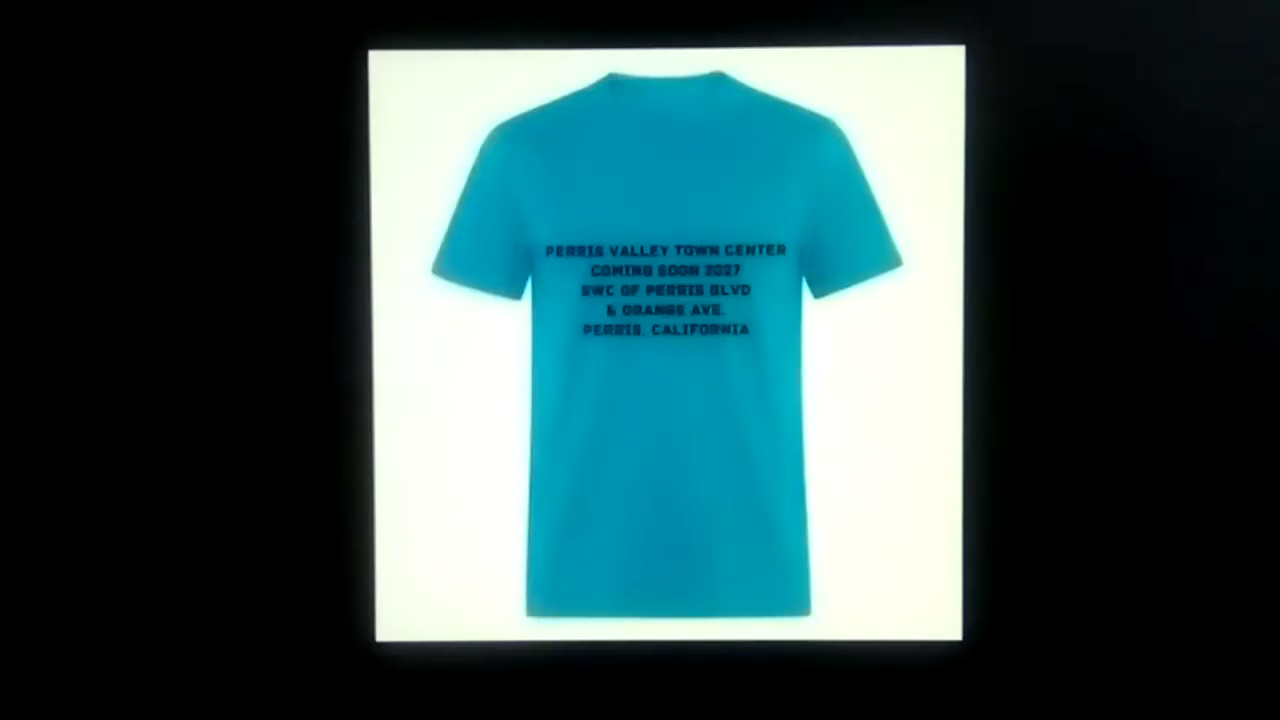 PERRIS VALLEY TOWN CENTER
COMING SOON 2027
SWC OF PERRIS BLVD
& ORANGE AVE.
PERRIS, CALIFORNIA